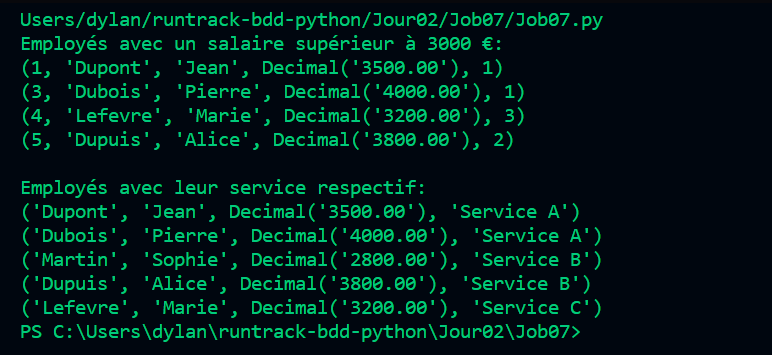 Users/dylan/runtrack-bdd-python/Jour02/Job07/Job07.py
Employés avec un salaire supérieur à 3000 €:
(1, 'Dupont', 'Jean', Decimal('3500.00'), 1)
(3, 'Dubois', 'Pierre', Decimal('4000.00'), 1)
(4, 'Lefevre', 'Marie', Decimal('3200.00'), 3)
(5, 'Dupuis', 'Alice', Decimal('3800.00'), 2)

Employés avec leur service respectif:
('Dupont', 'Jean', Decimal('3500.00'), 'Service A')
('Dubois', 'Pierre', Decimal('4000.00'), 'Service A')
('Martin', 'Sophie', Decimal('2800.00'), 'Service B')
('Dupuis', 'Alice', Decimal('3800.00'), 'Service B')
('Lefevre', 'Marie', Decimal('3200.00'), 'Service C')
PS C:\Users\dylan\runtrack-bdd-python\Jour02\Job07>